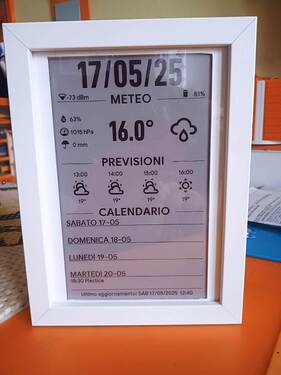 17/05/25
-73 dBm 81%
METEO
63%
1015 hPa
0 mm
16.0°
PREVISIONI
13:00 14:00 15:00 16:00
19° 19° 19° 19°
CALENDARIO
SABATO 17-05
DOMENICA 18-05
LUNEDÌ 19-05
MARTEDÌ 20-05
18:30 Plastica
Ultimo aggiornamento: SAB 17/05/2025 12:40